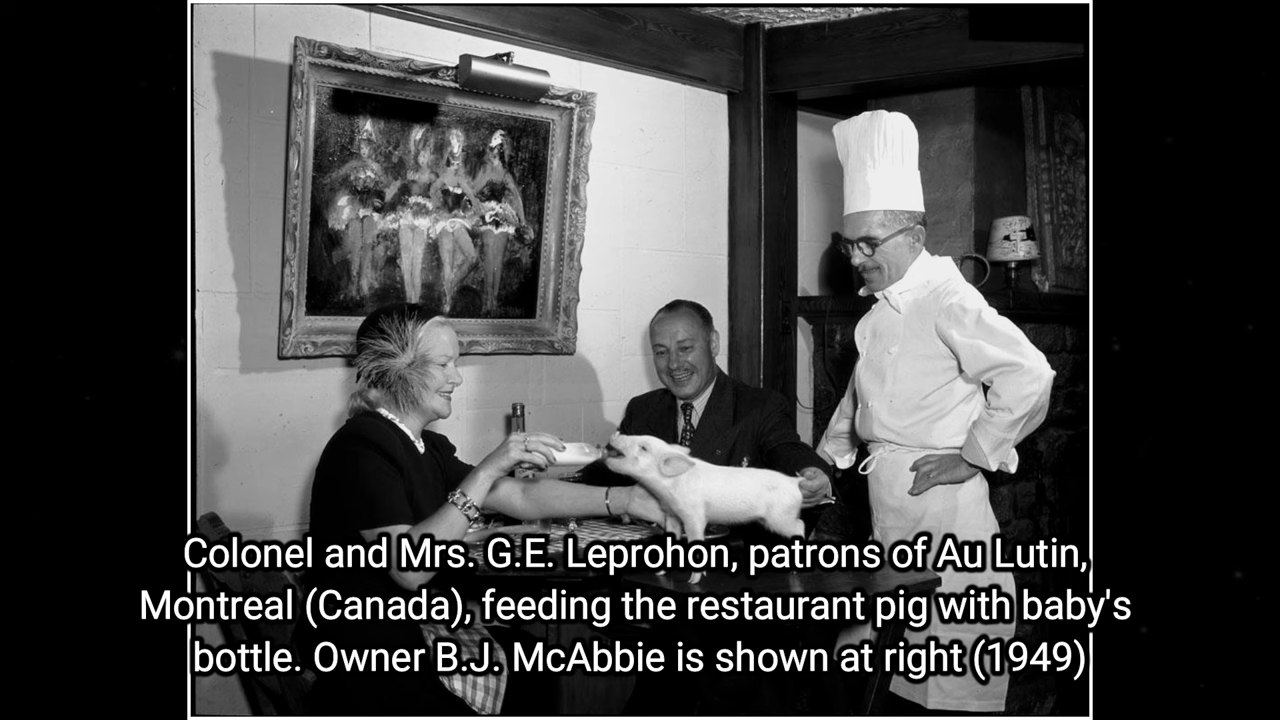 Colonel and Mrs. G.E. Leprohon, patrons of Au Lutin,
Montreal (Canada), feeding the restaurant pig with baby's
bottle. Owner B.J. McAbbie is shown at right (1949)